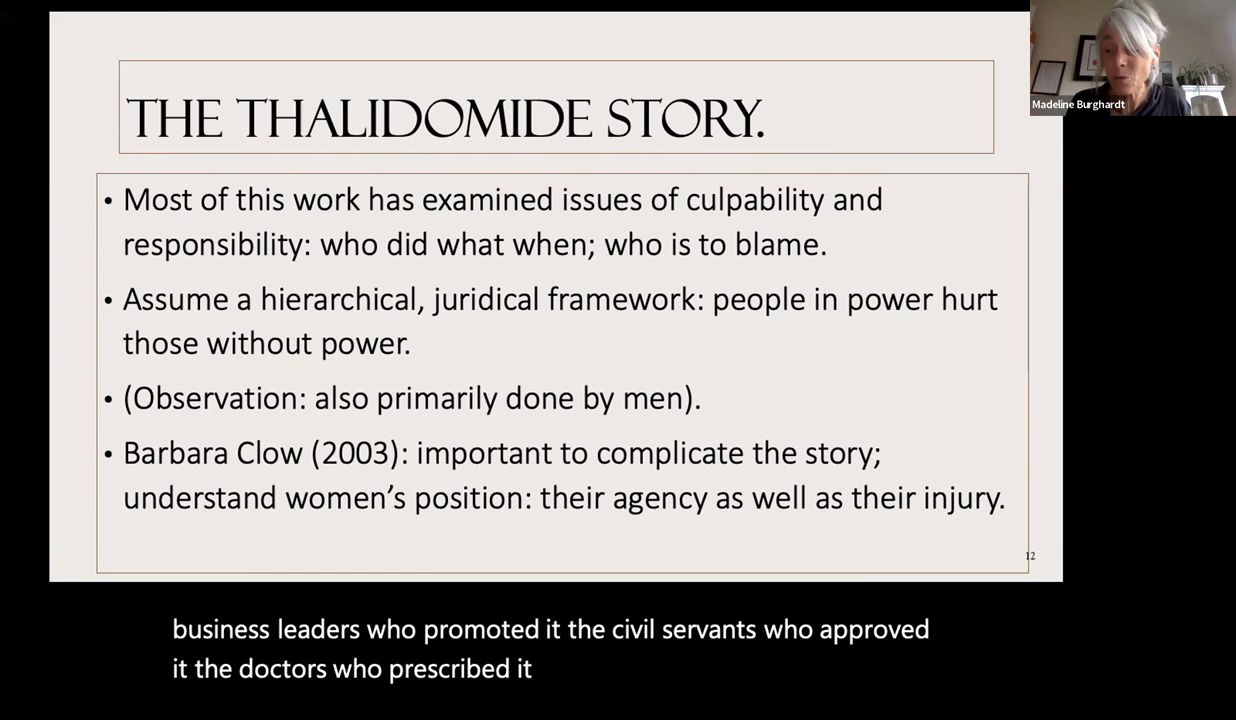 THE THALIDOMIDE STORY.
Madeline Burghardt
• Most of this work has examined issues of culpability and
responsibility: who did what when; who is to blame.
• Assume a hierarchical, juridical framework: people in power hurt
those without power.
• (Observation: also primarily done by men).
• Barbara Clow (2003): important to complicate the story;
understand women's position: their agency as well as their injury.
12
business leaders who promoted it the civil servants who approved
it the doctors who prescribed it